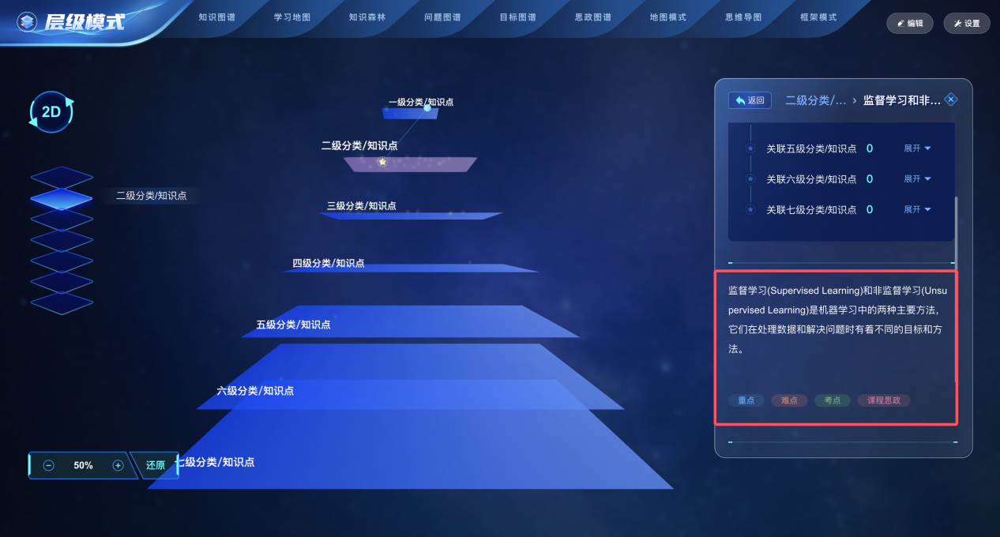 层级模式
知识图谱
学习地图
知识森林
问题图谱
目标图谱
思政图谱
地图模式
思维导图
框架模式
编辑
设置
2D
二级分类/知识点
一级分类/知识点
二级分类/知识点
三级分类/知识点
四级分类/知识点
五级分类/知识点
六级分类/知识点
七级分类/知识点
50%
还原
返回 二级分类/... › 监督学习和非...
关联五级分类/知识点 0 展开
关联六级分类/知识点 0 展开
关联七级分类/知识点 0 展开
监督学习(Supervised Learning)和非监督学习(Unsu
pervised Learning)是机器学习中的两种主要方法,
它们在处理数据和解决问题时有着不同的目标和方
法。
重点 难点 考点 课程思政